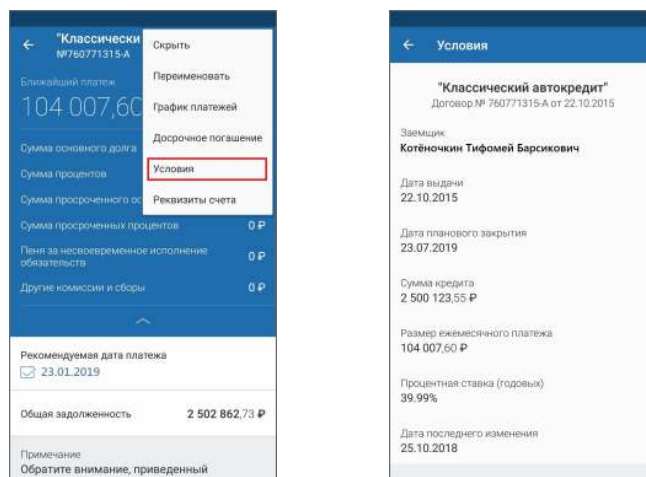 "Классически
№760771315-А
Ближайший платеж
104 007,60
Сумма основного долга
Сумма процентов
Сумма просроченного ос
Сумма просроченных процентов 0 ₽
Пеня за несвоевременное исполнение
обязательств 0 ₽
Другие комиссии и сборы 0 ₽
Скрыть
Переименовать
График платежей
Досрочное погашение
Условия
Реквизиты счета
Рекомендуемая дата платежа
23.01.2019
Общая задолженность 2 502 862,73 ₽
Примечание
Обратите внимание, приведенный
Условия
"Классический автокредит"
Договор № 760771315-А от 22.10.2015
Заемщик
Котёночкин Тифомей Барсикович
Дата выдачи
22.10.2015
Дата планового закрытия
23.07.2019
Сумма кредита
2 500 123,55 ₽
Размер ежемесячного платежа
104 007,60 ₽
Процентная ставка (годовых)
39.99%
Дата последнего изменения
25.10.2018